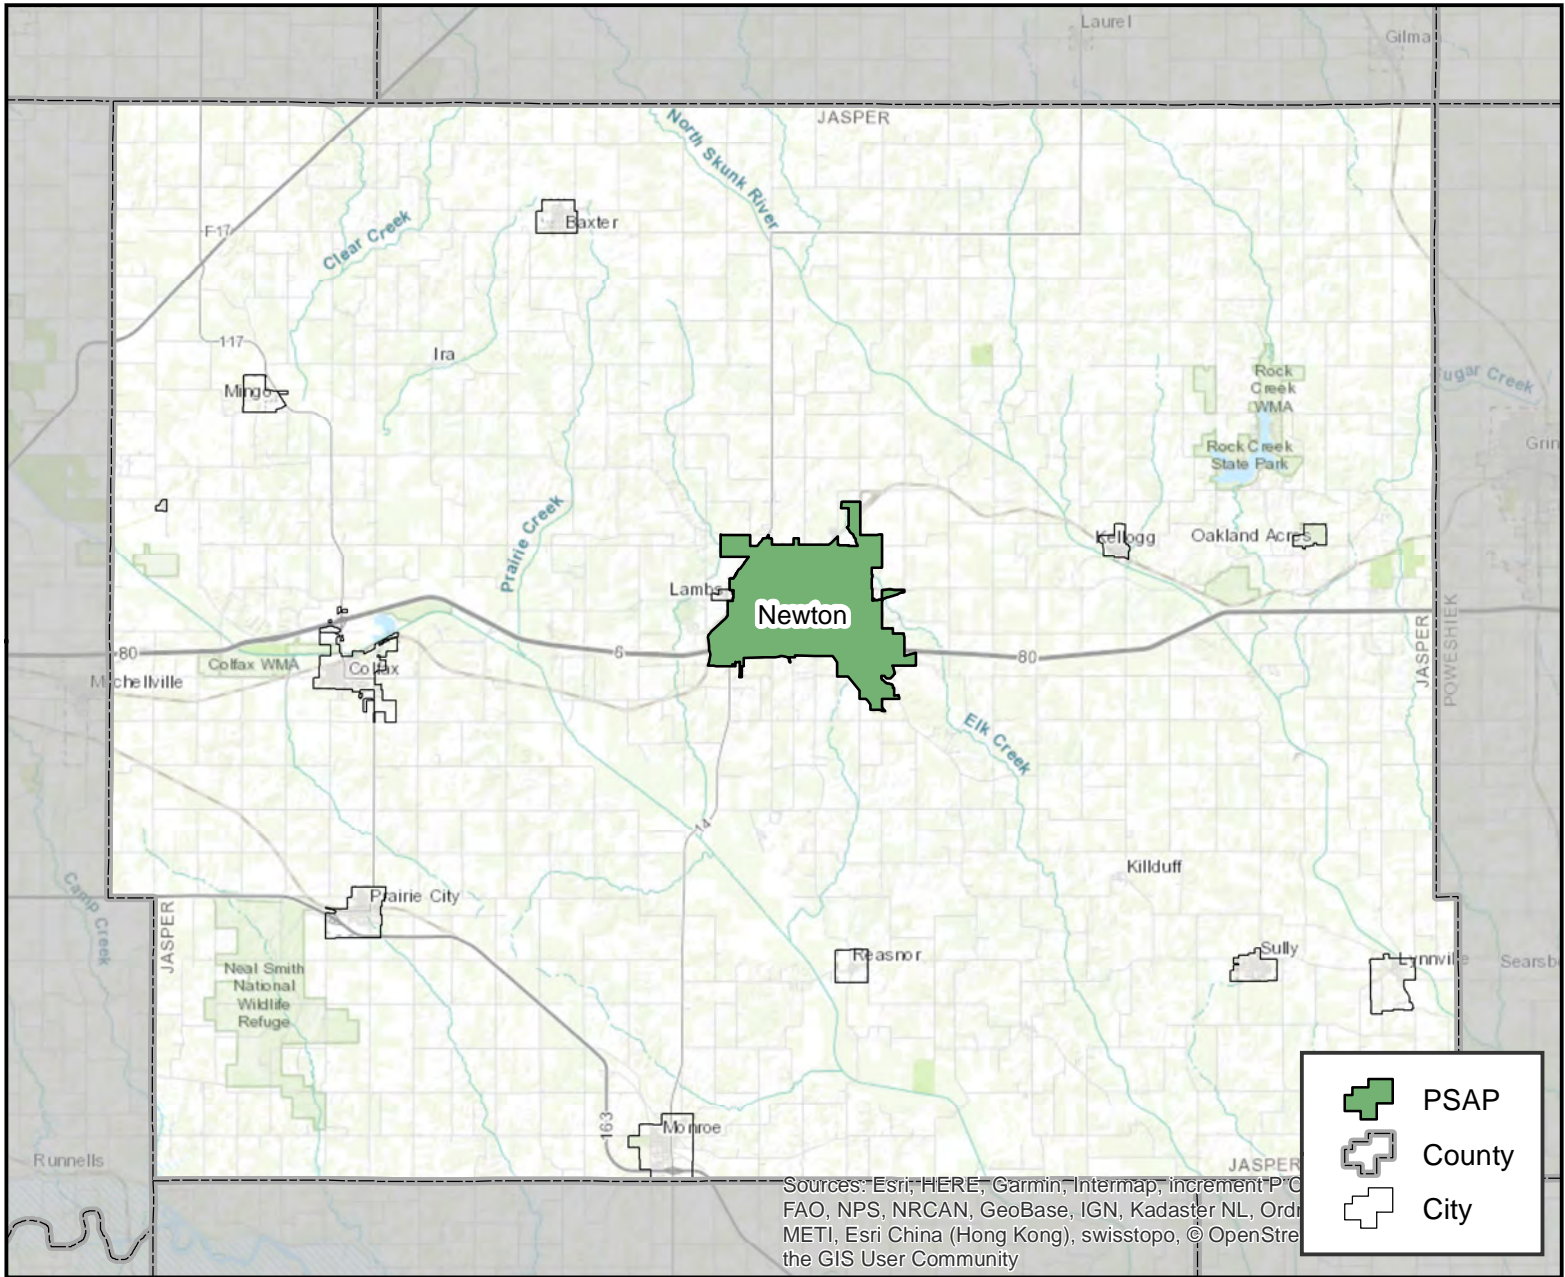 Laurel
Gilma
JASPER
North Skunk River
F17
Clear Creek
Baxter
117
Ira
Mingo
Rock
Creek
WMA
ugar Creek
Rock Creek
State Park
Grin
Prairie Creek
Kellogg
Oakland Acres
Lambs
Newton
80
6
80
Colfax WMA
Colfax
M chellville
JASPER
POWESHIEK
Elk Creek
14
Killduff
Camp Creek
Prairie City
JASPER
Reasnor
Sully
Lynnville
Searsb
Neal Smith
National
Wildlife
Refuge
163
Monroe
Runnells
JASPER
PSAP
County
City
Sources: Esri, HERE, Garmin, Intermap, increment P C
FAO, NPS, NRCAN, GeoBase, IGN, Kadaster NL, Ordn
METI, Esri China (Hong Kong), swisstopo, © OpenStre
the GIS User Community